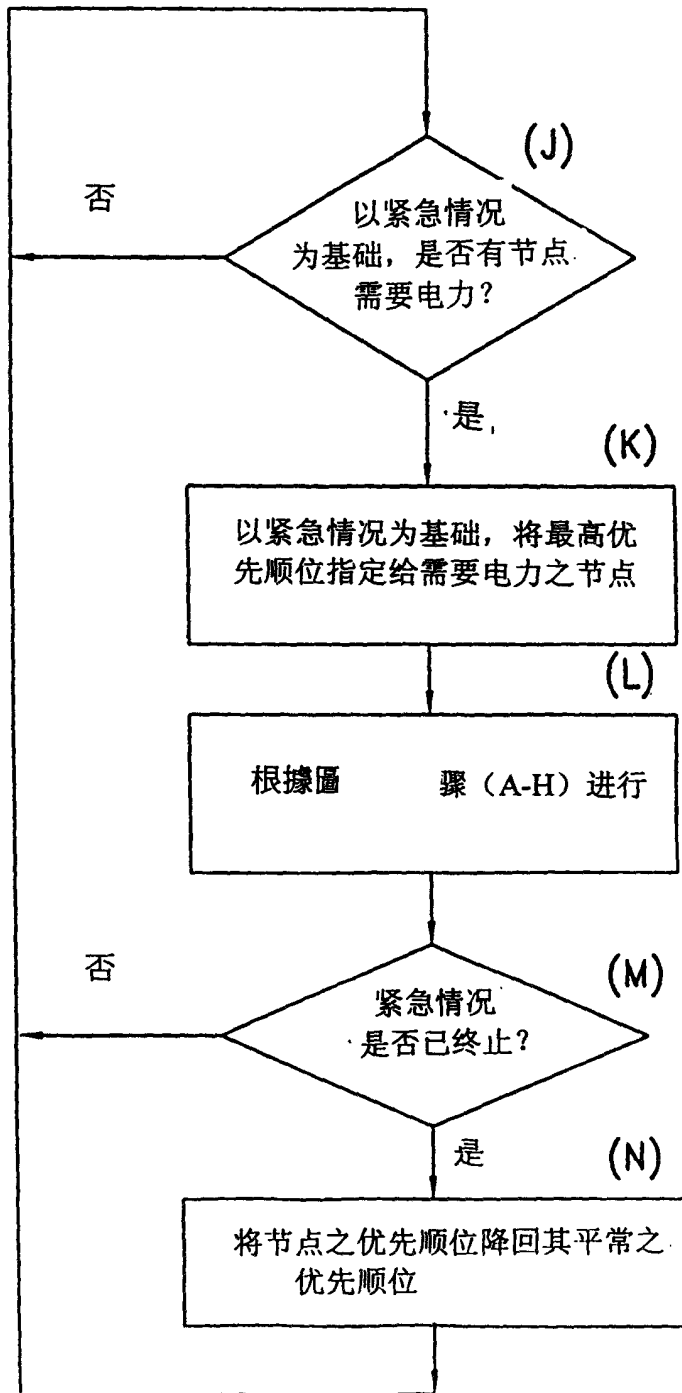 (J)
否
以紧急情况
为基础，是否有节点
需要电力？
是
(K)
以紧急情况为基础，将最高优
先顺位指定给需要电力之节点
(L)
根據圖 骤（A-H）进行
否
(M)
紧急情况
是否已终止？
是
(N)
将节点之优先顺位降回其平常之
优先顺位